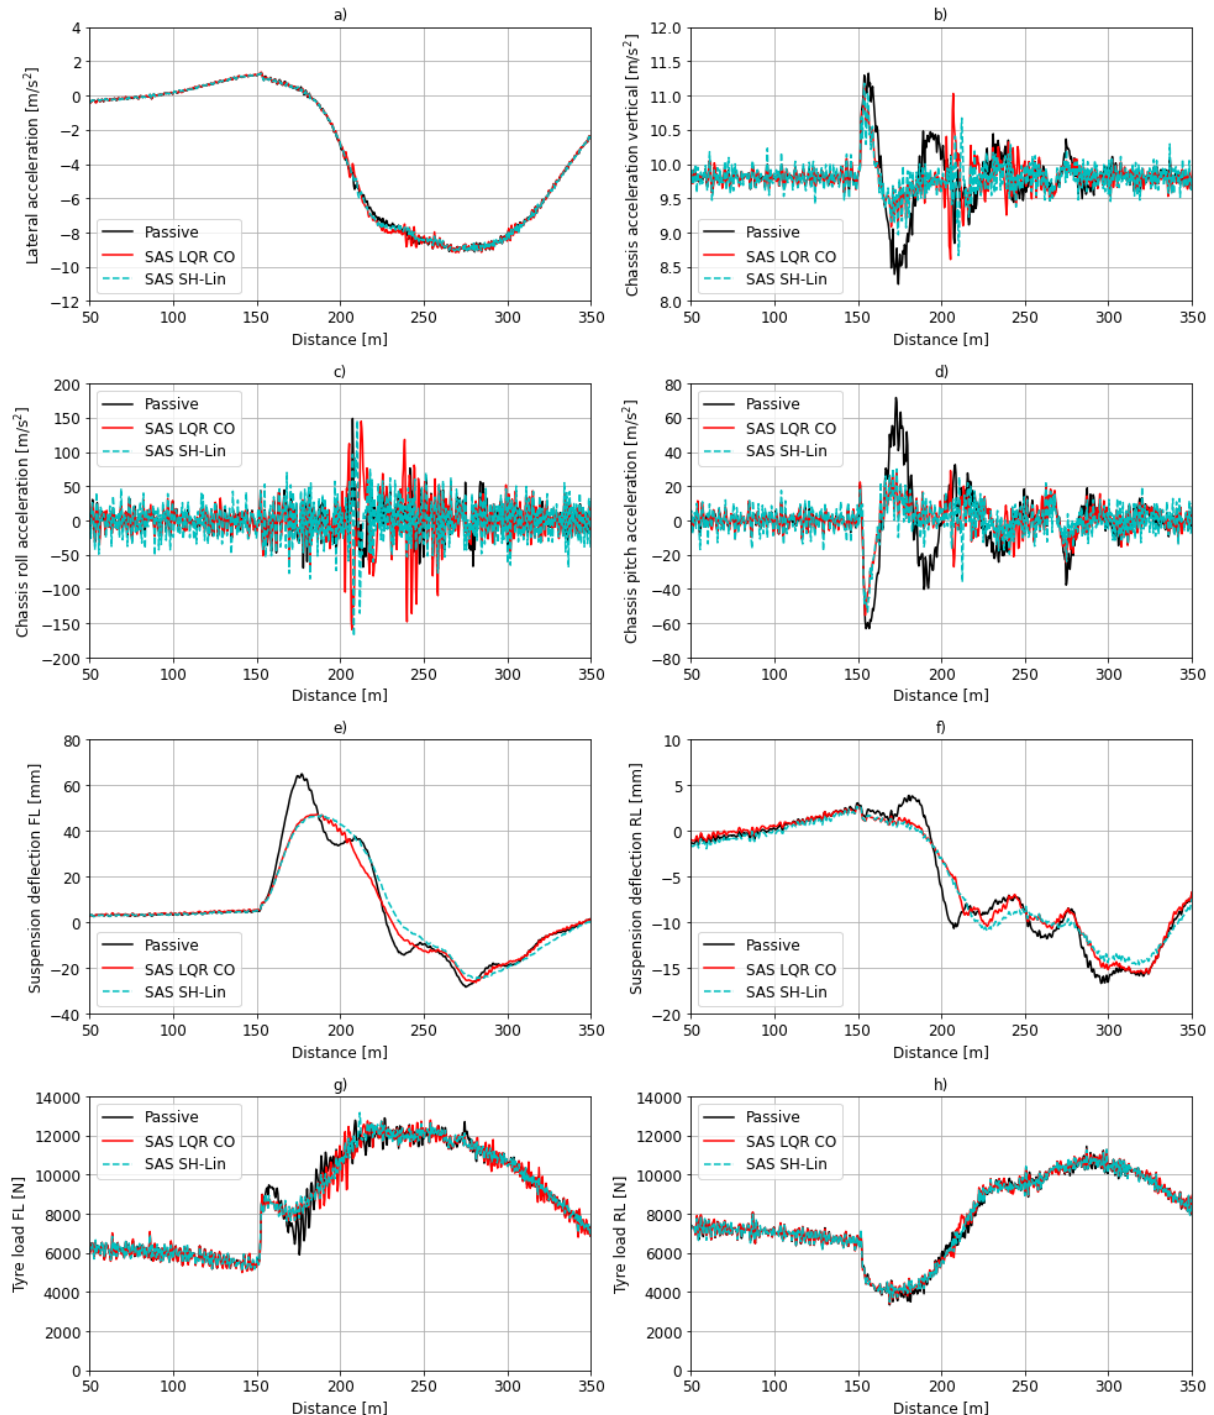 a)
Lateral acceleration [m/s²]
4
2
0
−2
−4
−6
−8
−10
−12
Passive
SAS LQR CO
SAS SH-Lin
50 100 150 200 250 300 350
Distance [m]
b)
Chassis acceleration vertical [m/s²]
12.0
11.5
11.0
10.5
10.0
9.5
9.0
8.5
8.0
Passive
SAS LQR CO
SAS SH-Lin
50 100 150 200 250 300 350
Distance [m]
c)
Chassis roll acceleration [m/s²]
200
150
100
50
0
−50
−100
−150
−200
Passive
SAS LQR CO
SAS SH-Lin
50 100 150 200 250 300 350
Distance [m]
d)
Chassis pitch acceleration [m/s²]
80
60
40
20
0
−20
−40
−60
−80
Passive
SAS LQR CO
SAS SH-Lin
50 100 150 200 250 300 350
Distance [m]
e)
Suspension deflection FL [mm]
80
60
40
20
0
−20
−40
Passive
SAS LQR CO
SAS SH-Lin
50 100 150 200 250 300 350
Distance [m]
f)
Suspension deflection RL [mm]
10
5
0
−5
−10
−15
−20
Passive
SAS LQR CO
SAS SH-Lin
50 100 150 200 250 300 350
Distance [m]
g)
Tyre load FL [N]
14000
12000
10000
8000
6000
4000
2000
0
Passive
SAS LQR CO
SAS SH-Lin
50 100 150 200 250 300 350
Distance [m]
h)
Tyre load RL [N]
14000
12000
10000
8000
6000
4000
2000
0
Passive
SAS LQR CO
SAS SH-Lin
50 100 150 200 250 300 350
Distance [m]